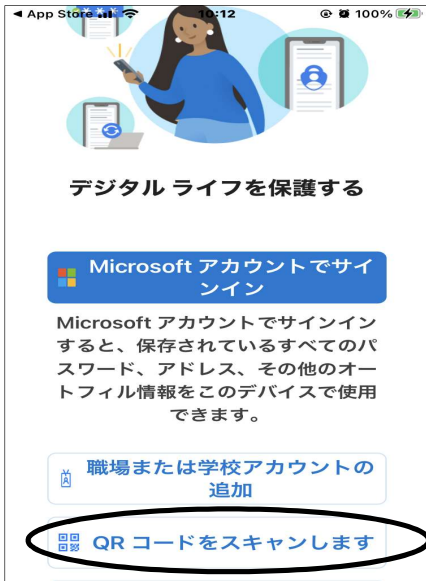 App Store 10:12 100%
デジタル ライフを保護する
Microsoft アカウントでサイ
ンイン
Microsoft アカウントでサインイン
すると、保存されているすべてのパ
スワード、アドレス、その他のオー
トフィル情報をこのデバイスで使用
できます。
職場または学校アカウントの
追加
QR コードをスキャンします